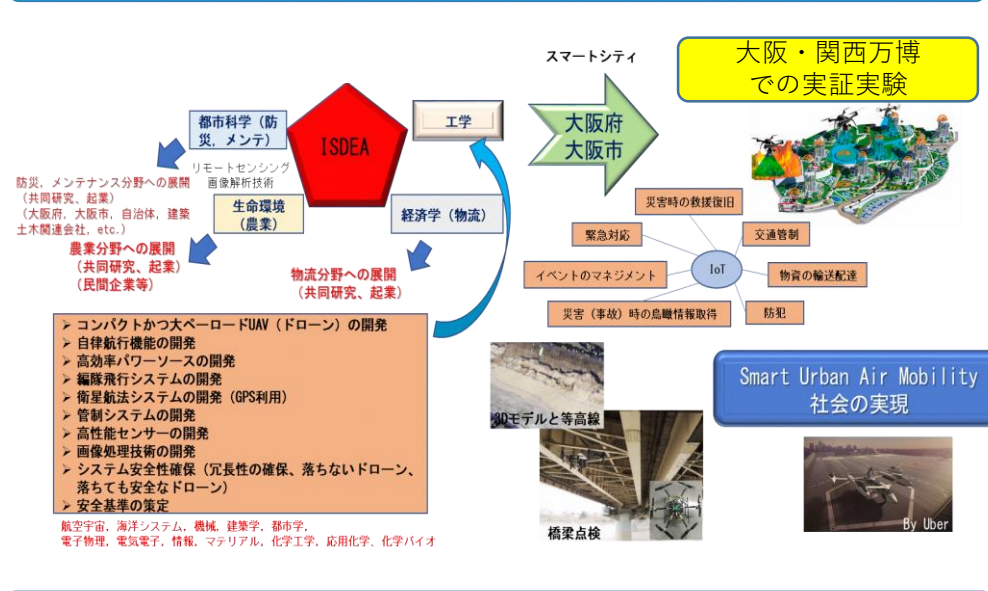 スマートシティ
大阪・関西万博
での実証実験
都市科学（防
災，メンテ）
ISDEA
工学
大阪府
大阪市
リモートセンシング
画像解析技術
防災，メンテナンス分野への展開
（共同研究、起業）
（大阪府，大阪市，自治体，建築
土木関連会社，etc.）
生命環境
（農業）
経済学（物流）
農業分野への展開
（共同研究、起業）
（民間企業等）
物流分野への展開
（共同研究、起業）
災害時の救援復旧
緊急対応
交通管制
イベントのマネジメント
IoT
物資の輸送配達
災害（事故）時の鳥瞰情報取得
防犯
➢ コンパクトかつ大ペーロードUAV（ドローン）の開発
➢ 自律航行機能の開発
➢ 高効率パワーソースの開発
➢ 編隊飛行システムの開発
➢ 衛星航法システムの開発（GPS利用）
➢ 管制システムの開発
➢ 高性能センサーの開発
➢ 画像処理技術の開発
➢ システム安全性確保（冗長性の確保、落ちないドローン、
落ちても安全なドローン）
➢ 安全基準の策定
航空宇宙，海洋システム，機械，建築学，都市学，
電子物理，電気電子，情報，マテリアル，化学工学，応用化学、化学バイオ
3Dモデルと等高線
橋梁点検
Smart Urban Air Mobility
社会の実現
By Uber